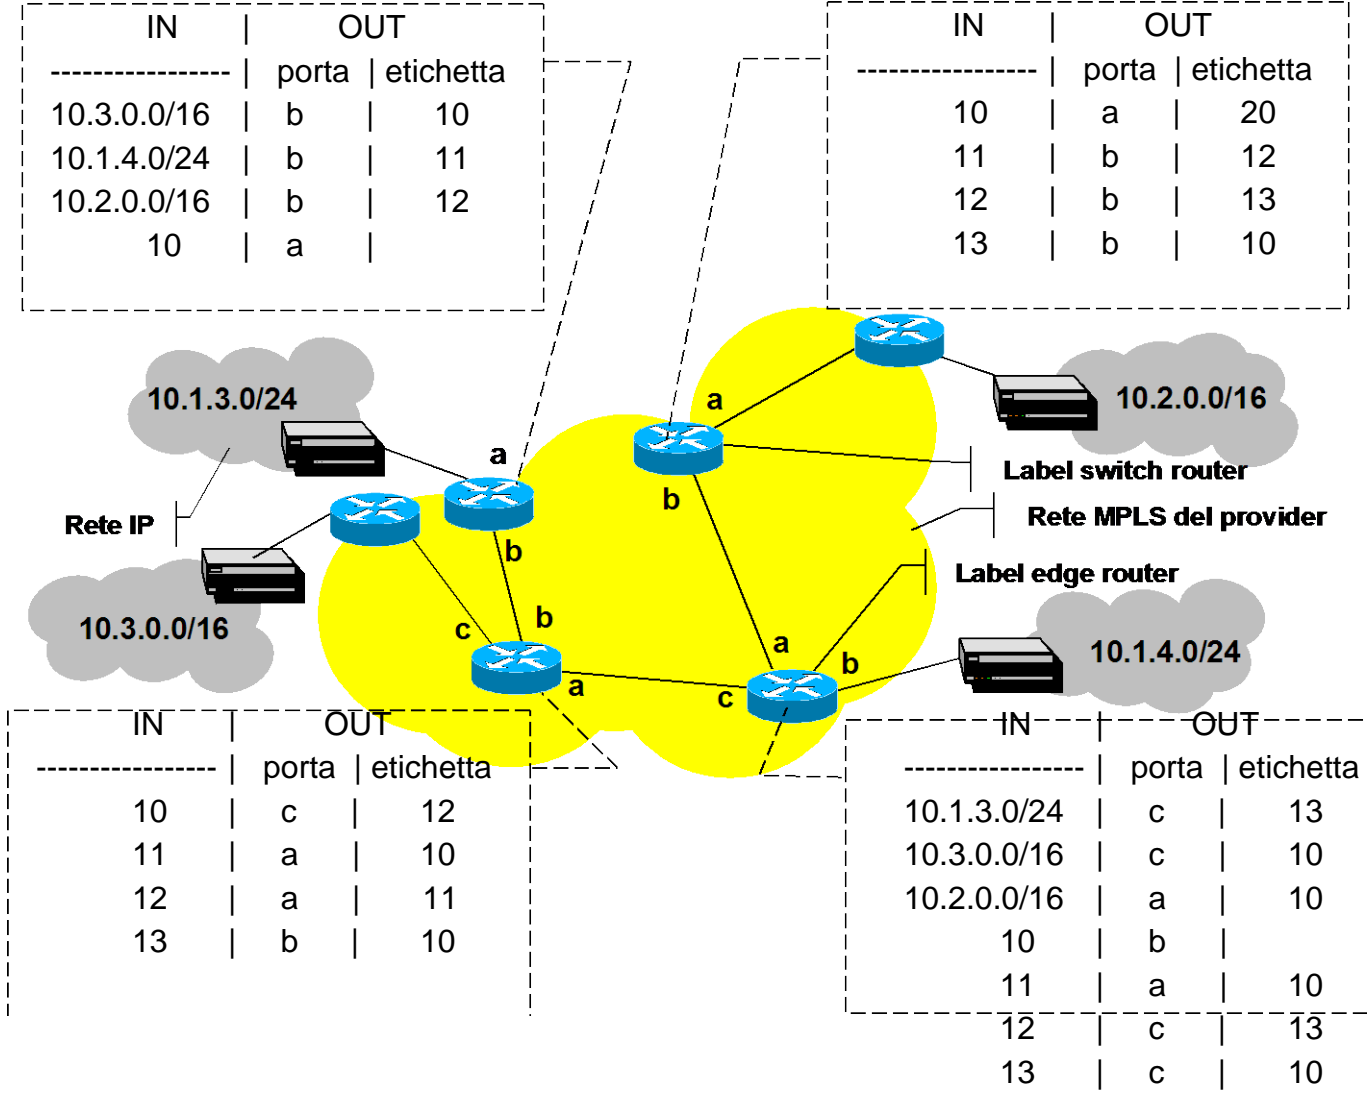 IN | OUT
------------------ | porta | etichetta
10.3.0.0/16 | b | 10
10.1.4.0/24 | b | 11
10.2.0.0/16 | b | 12
10 | a |
IN | OUT
------------------ | porta | etichetta
10 | a | 20
11 | b | 12
12 | b | 13
13 | b | 10
10.1.3.0/24
10.2.0.0/16
a
a
Label switch router
b
Rete IP
Rete MPLS del provider
b
Label edge router
10.3.0.0/16
c
b
a
b
10.1.4.0/24
a
c
IN | OUT
------------------ | porta | etichetta
10 | c | 12
11 | a | 10
12 | a | 11
13 | b | 10
IN | OUT
------------------ | porta | etichetta
10.1.3.0/24 | c | 13
10.3.0.0/16 | c | 10
10.2.0.0/16 | a | 10
10 | b |
11 | a | 10
12 | c | 13
13 | c | 10